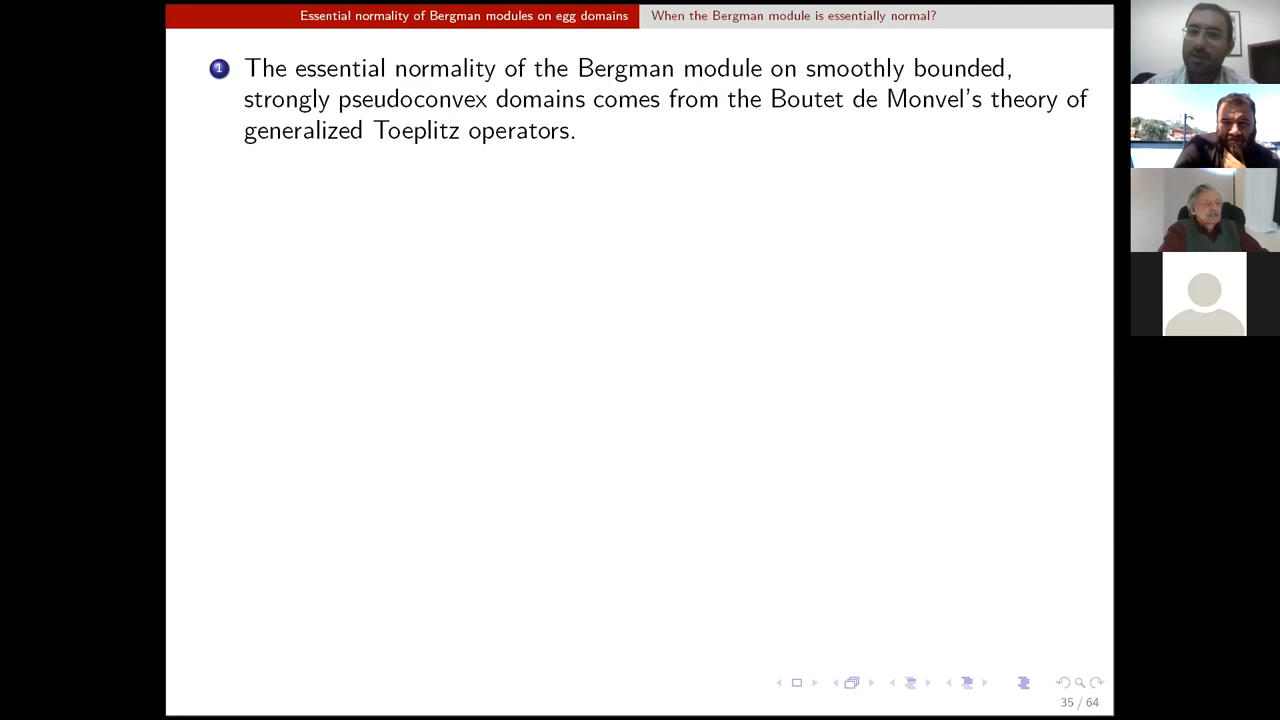 Essential normality of Bergman modules on egg domains When the Bergman module is essentially normal?
1 The essential normality of the Bergman module on smoothly bounded,
strongly pseudoconvex domains comes from the Boutet de Monvel's theory of
generalized Toeplitz operators.
35 / 64